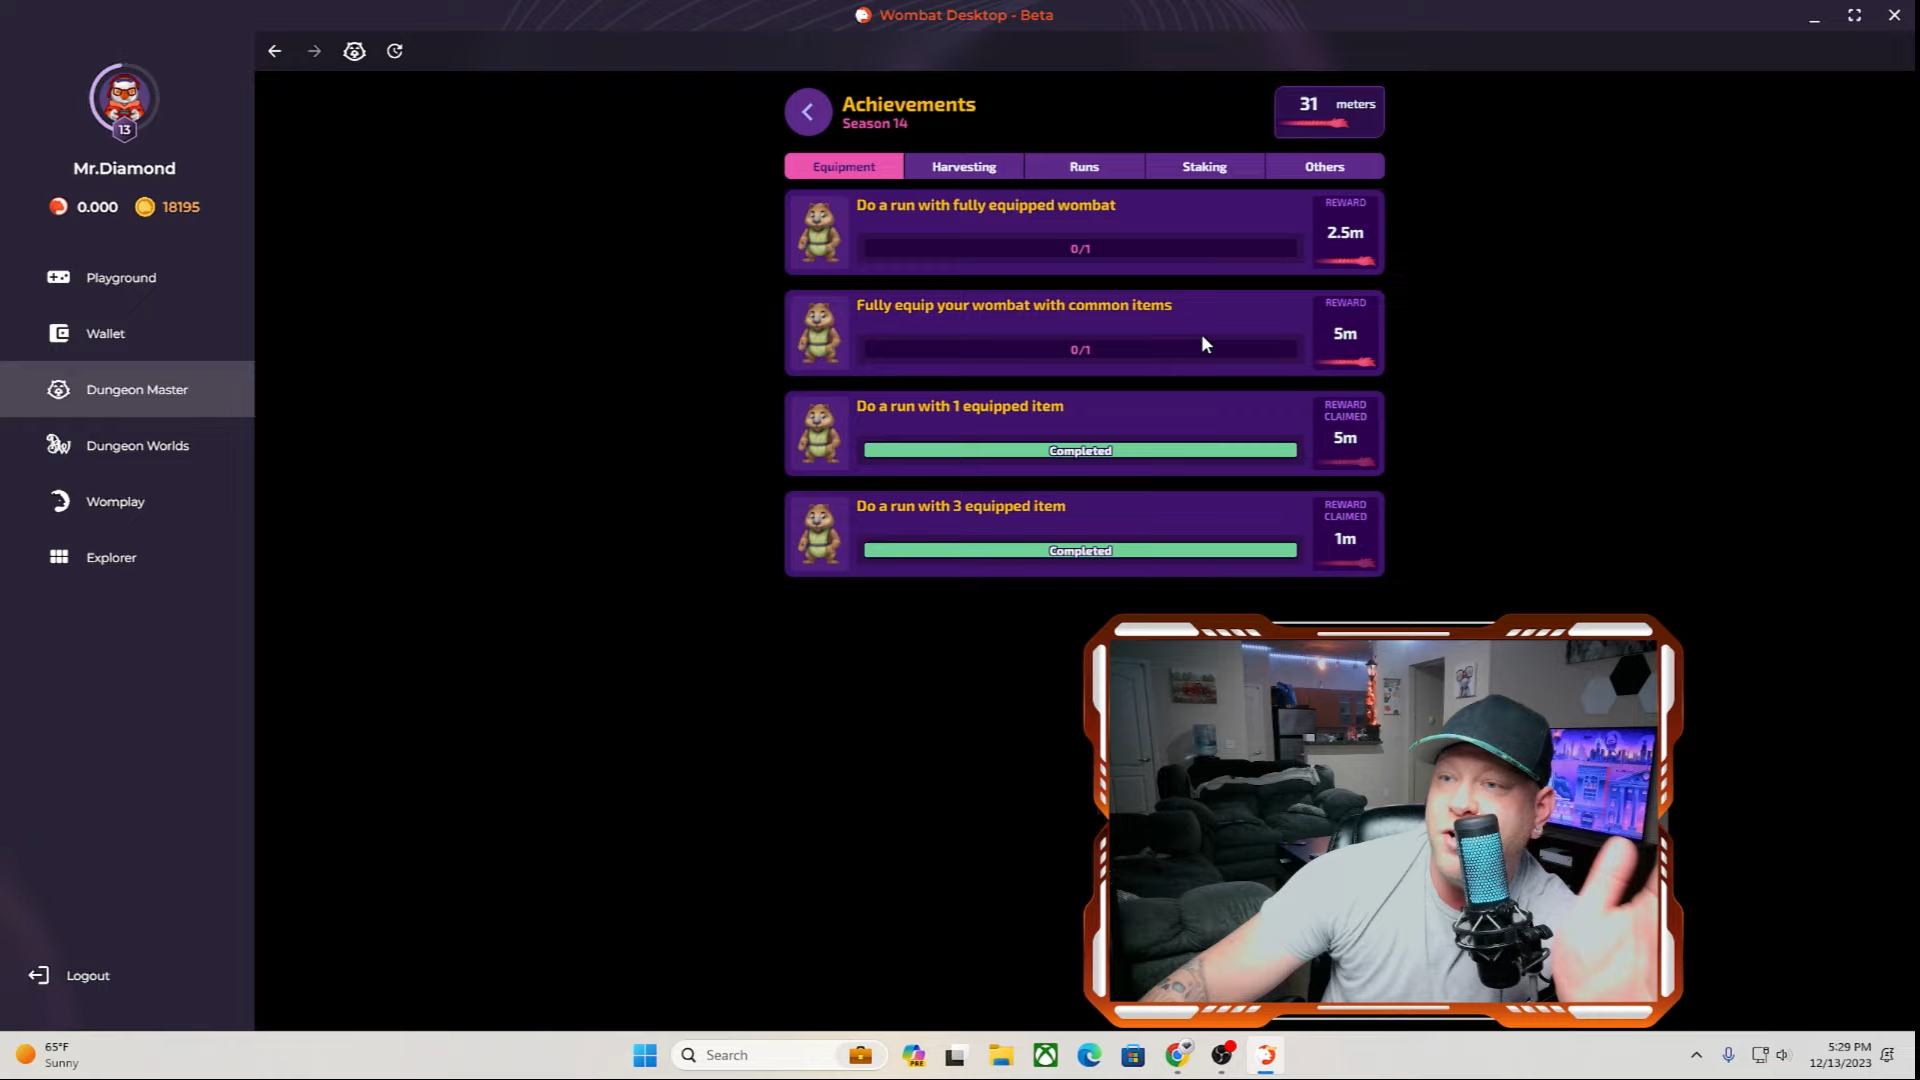 Wombat Desktop - Beta
13
Mr.Diamond
0.000 18195
Playground
Wallet
Dungeon Master
Dungeon Worlds
Womplay
Explorer
Logout
Achievements
Season 14
31 meters
Equipment Harvesting Runs Staking Others
Do a run with fully equipped wombat
0/1
REWARD
2.5m
Fully equip your wombat with common items
0/1
REWARD
5m
Do a run with 1 equipped item
Completed
REWARD
CLAIMED
5m
Do a run with 3 equipped item
Completed
REWARD
CLAIMED
1m
65°F
Sunny
Search
PRE
5:29 PM
12/13/2023